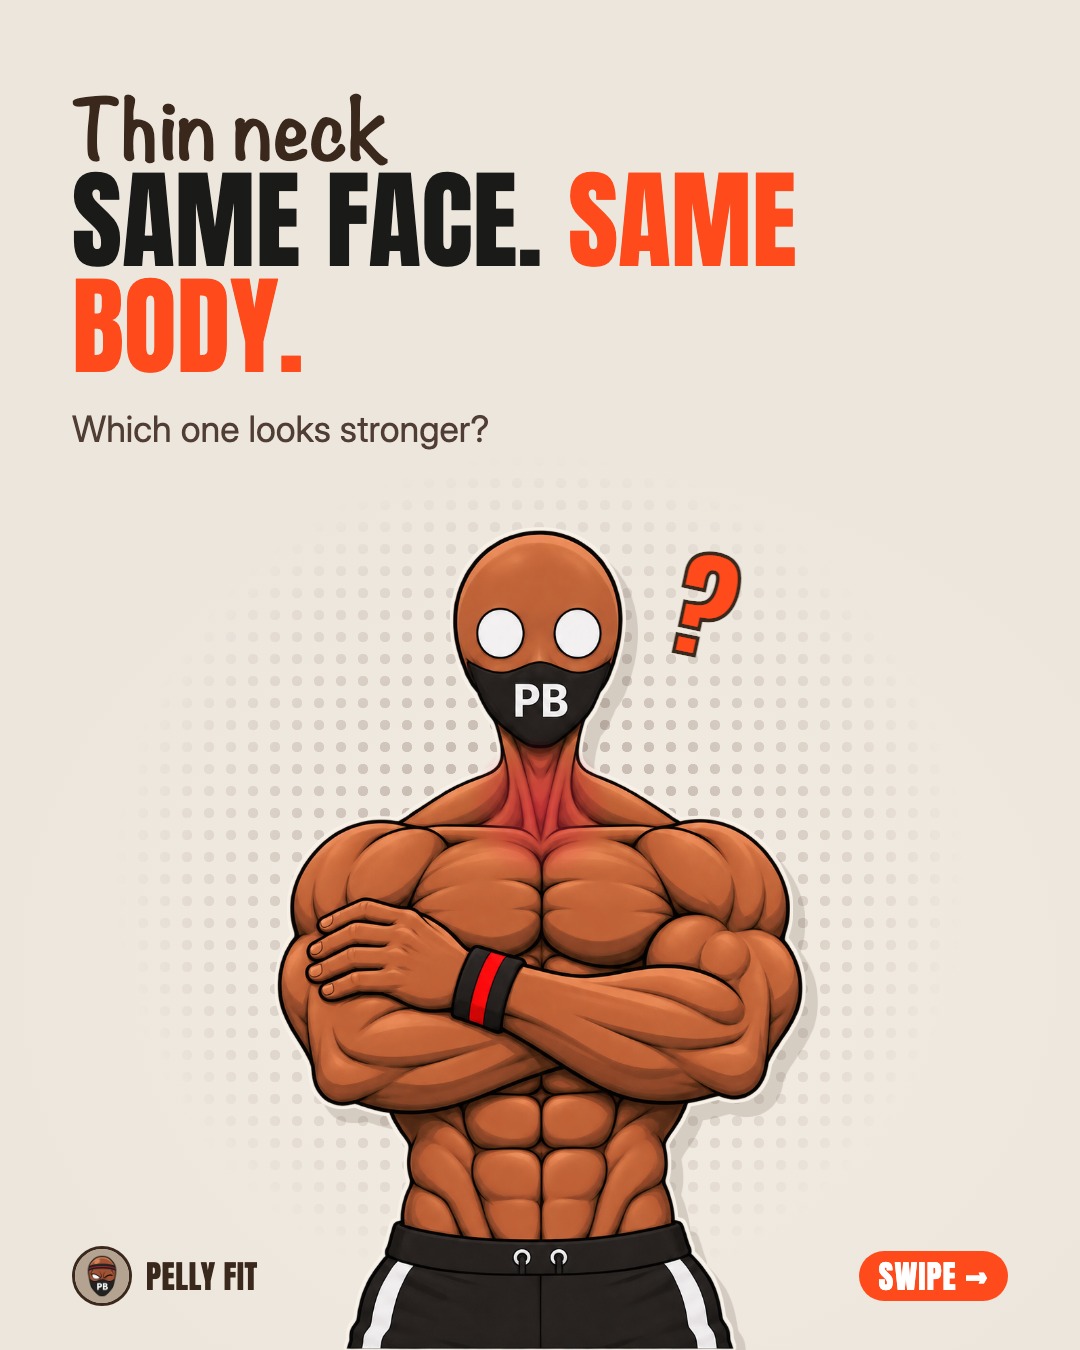 Thin neck
SAME FACE. SAME
BODY.
Which one looks stronger?
?
PB
PB
PELLY FIT
SWIPE →